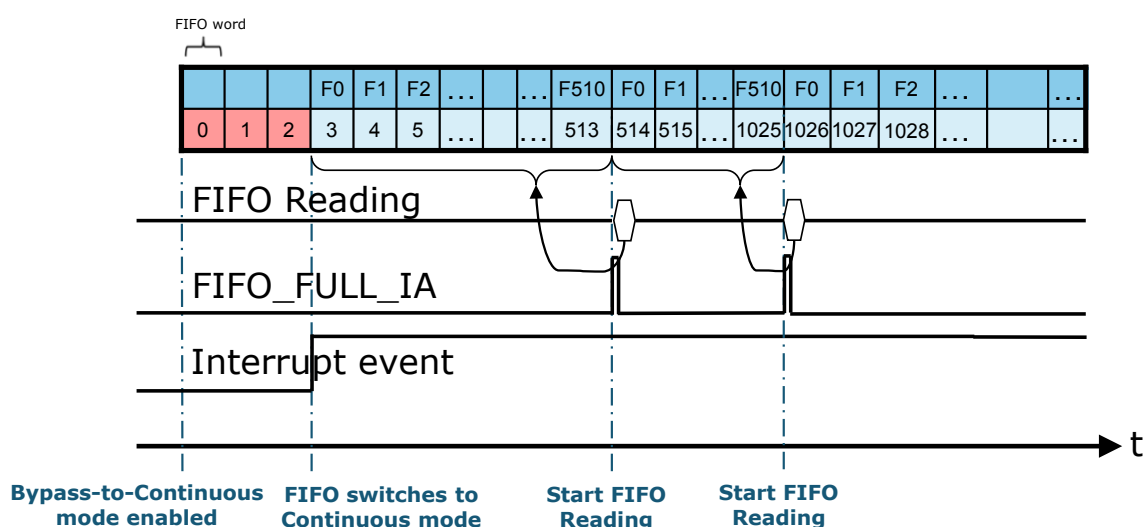 FIFO word
F0 F1 F2 ... ... F510 F0 F1 ... F510 F0 F1 F2 ... ...
0 1 2 3 4 5 ... ... 513 514 515 ... 1025 1026 1027 1028 ... ...
FIFO Reading
FIFO_FULL_IA
Interrupt event
t
Bypass-to-Continuous
mode enabled
FIFO switches to
Continuous mode
Start FIFO
Reading
Start FIFO
Reading